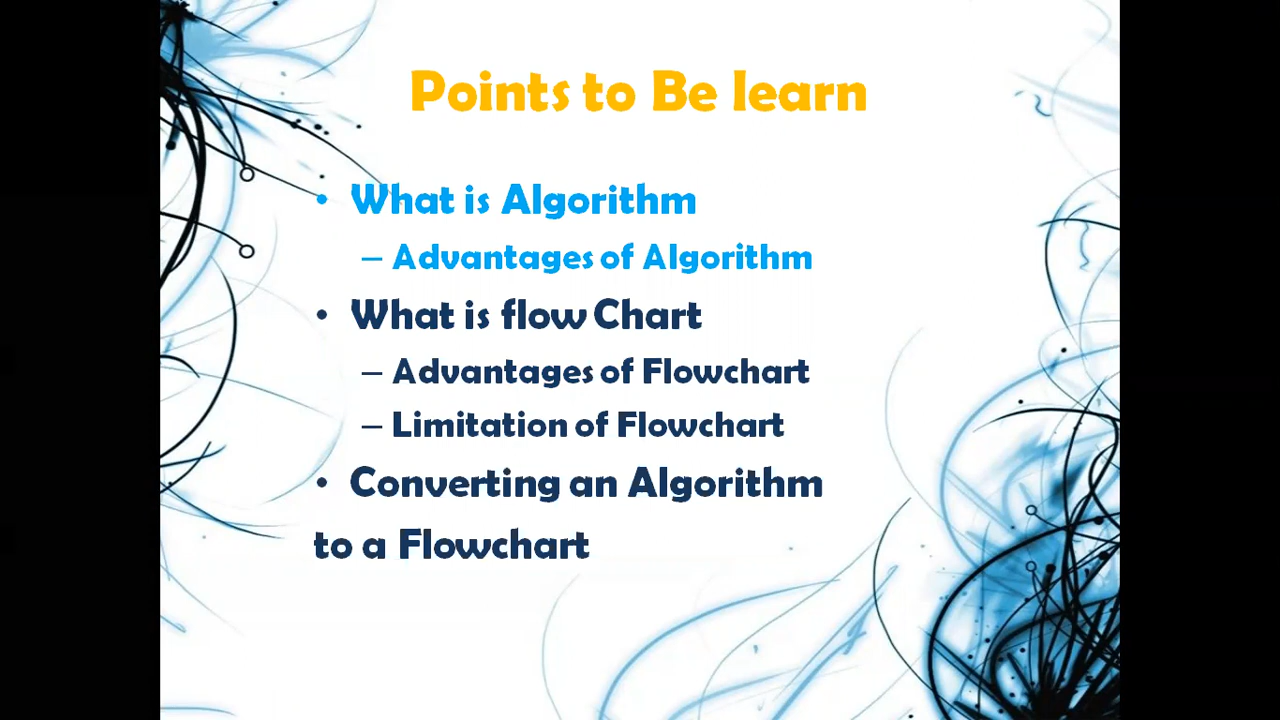 Points to Be learn
• What is Algorithm
– Advantages of Algorithm
• What is flow Chart
– Advantages of Flowchart
– Limitation of Flowchart
• Converting an Algorithm
to a Flowchart